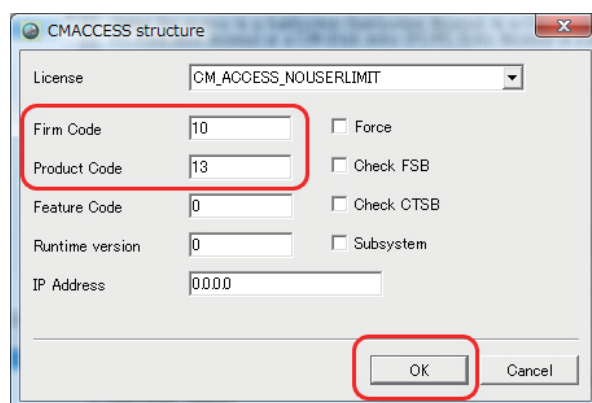 CMACCESS structure
License CM_ACCESS_NOUSERLIMIT
Firm Code 10 Force
Product Code 13 Check FSB
Feature Code 0 Check CTSB
Runtime version 0 Subsystem
IP Address 0.0.0.0
OK Cancel